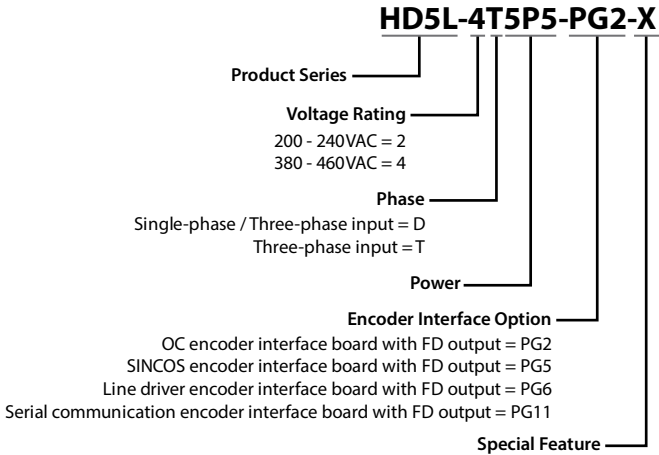 HD5L-4T5P5-PG2-X
Product Series
Voltage Rating
200 - 240VAC = 2
380 - 460VAC = 4
Phase
Single-phase / Three-phase input = D
Three-phase input = T
Power
Encoder Interface Option
OC encoder interface board with FD output = PG2
SINCOS encoder interface board with FD output = PG5
Line driver encoder interface board with FD output = PG6
Serial communication encoder interface board with FD output = PG11
Special Feature